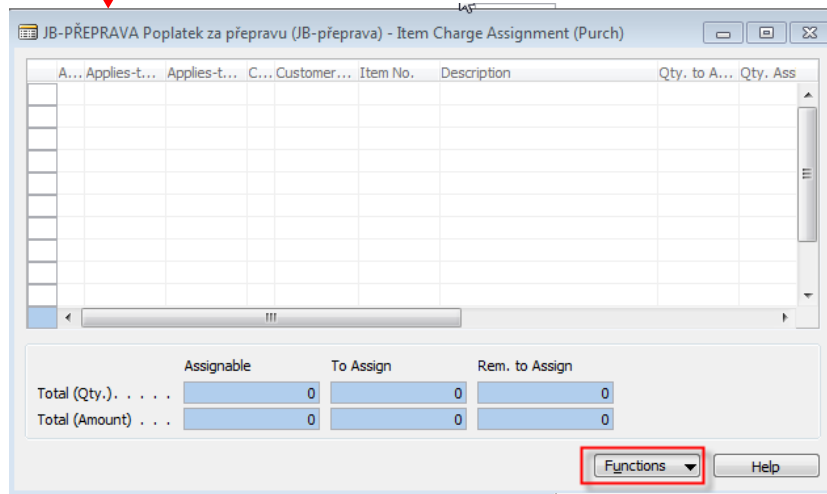 JB-PŘEPRAVA Poplatek za přepravu (JB-přeprava) - Item Charge Assignment (Purch)
A... Applies-t... Applies-t... C... Customer... Item No. Description Qty. to A... Qty. Ass
Assignable To Assign Rem. to Assign
Total (Qty.). . . . . 0 0 0
Total (Amount) . . . 0 0 0
Functions Help